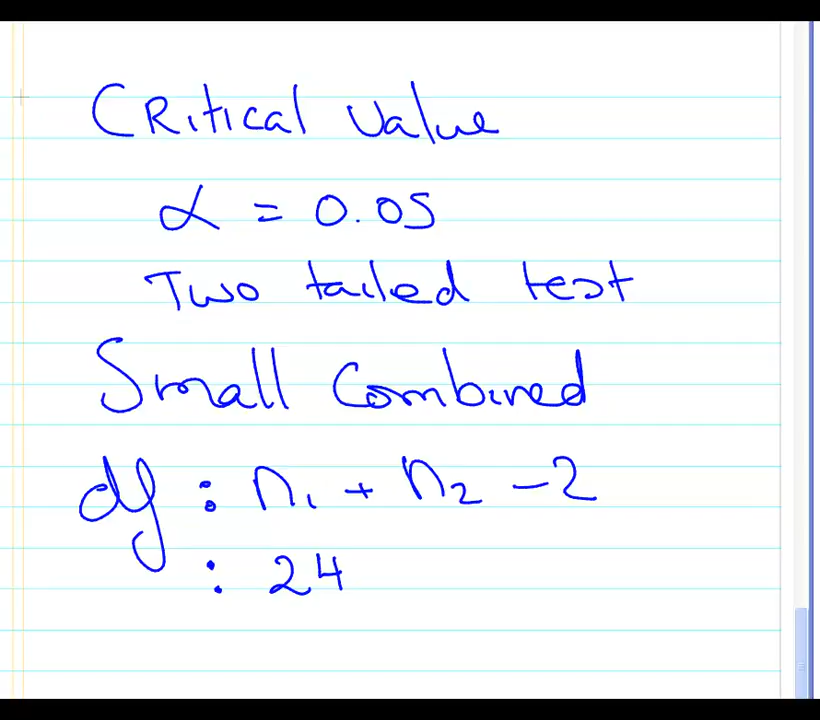 Critical value
α = 0.05
Two tailed test
Small Combined
df : n₁ + n₂ - 2
: 24